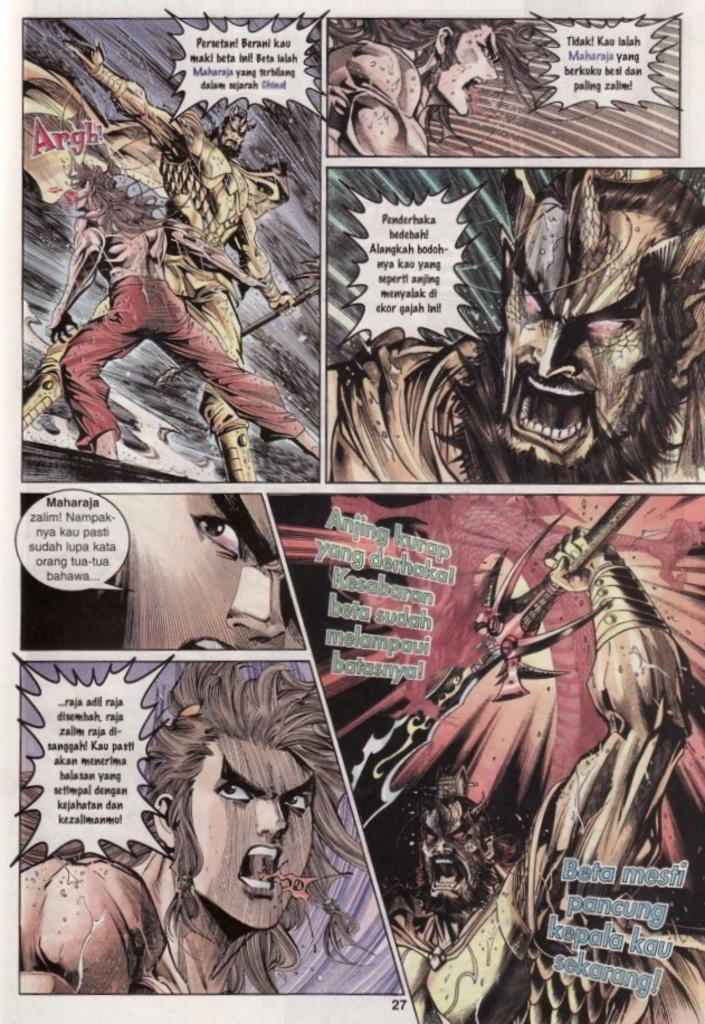 Persetan! Berani kau
maki beta ini! Beta ialah
Maharaja yang terbilang
dalam sejarah China!
Argh!
Tidak! Kau ialah
Maharaja yang
berkuku besi dan
paling zalim!
Penderhaka
bedebah!
Alangkah bodoh-
nya kau yang
seperti anjing
menyalak di
ekor gajah ini!
Maharaja
zalim! Nampak-
nya kau pasti
sudah lupa kata
orang tua-tua
bahawa...
Anjing kurap
yang derhaka!
Kesabaran
beta sudah
melampaui
batasnya!
...raja adil raja
disembah, raja
zalim raja di-
sanggah! Kau pasti
akan menerima
balasan yang
setimpal dengan
kejahatan dan
kezalimanmu!
Beta mesti
pancung
kepala kau
sekarang!
27